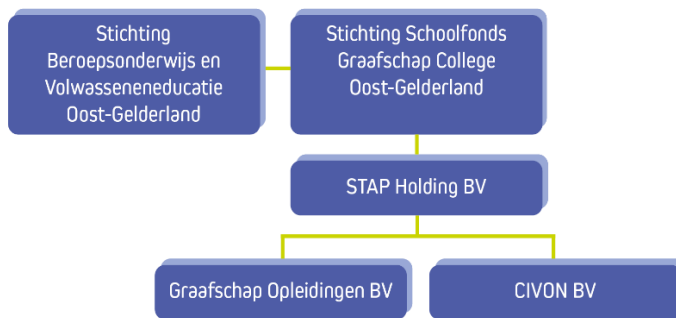 Stichting
Beroepsonderwijs en
Volwasseneneducatie
Oost-Gelderland
Stichting Schoolfonds
Graafschap College
Oost-Gelderland
STAP Holding BV
Graafschap Opleidingen BV
CIVON BV